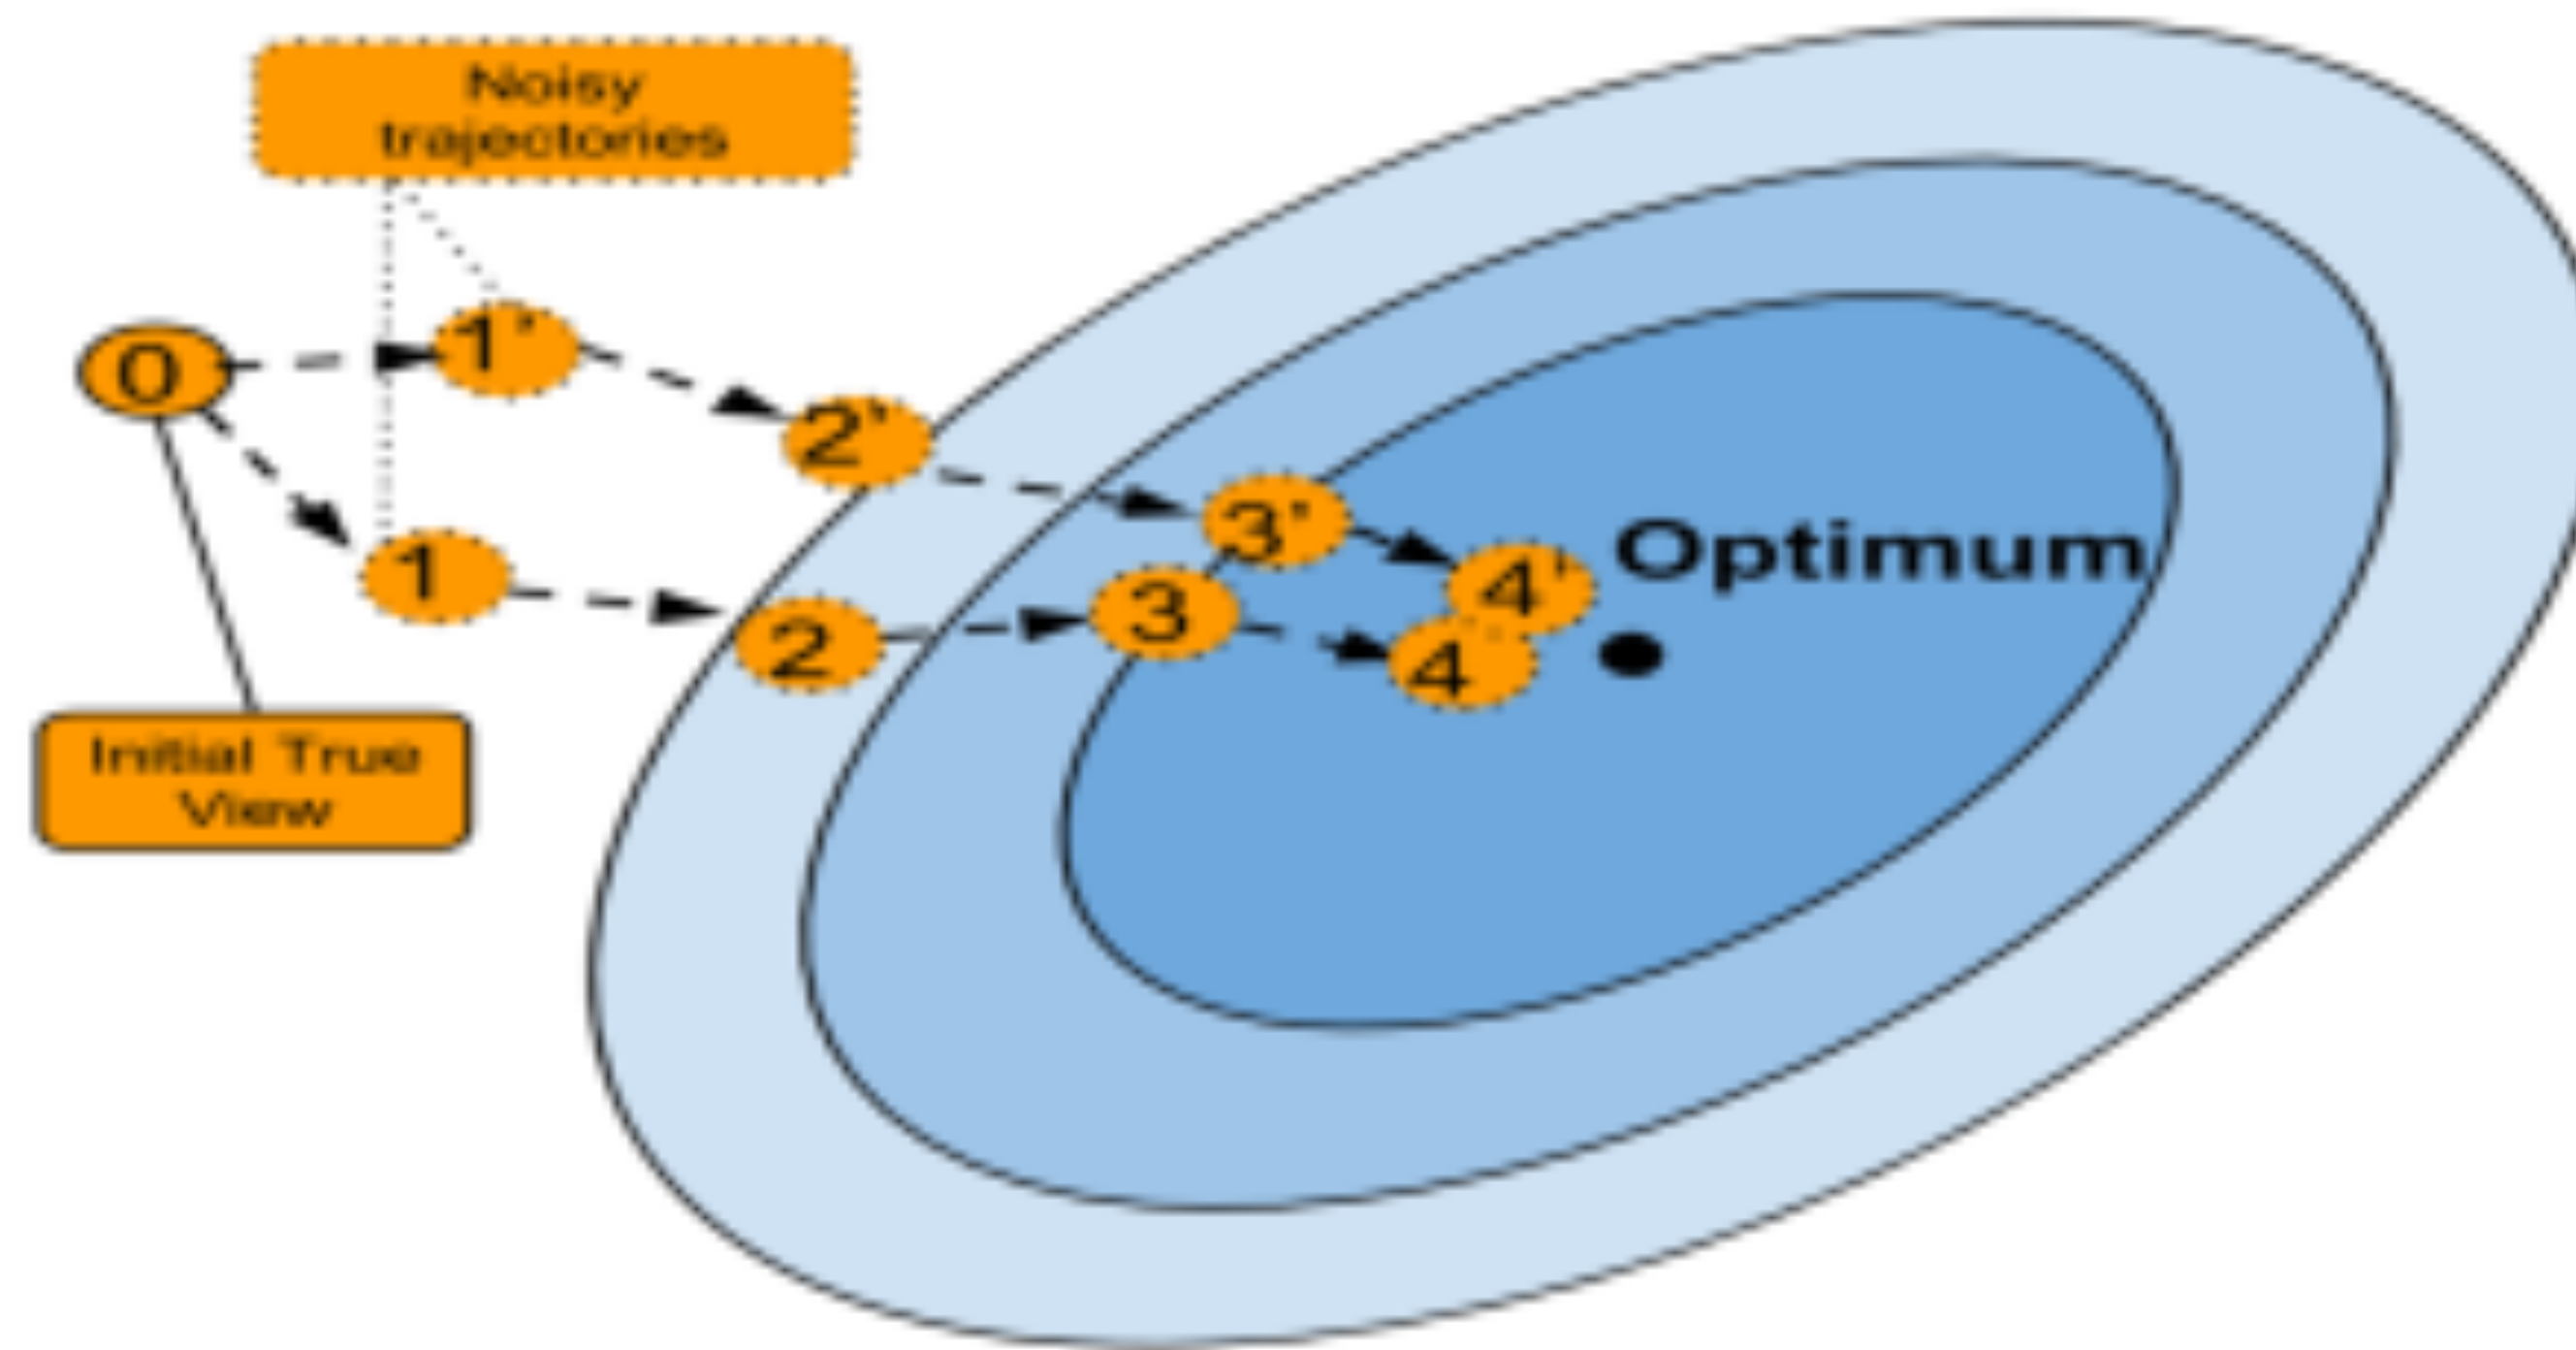 Noisy
trajectories
0
1'
2'
3'
4'
Optimum
1
2
3
4
Initial True
View